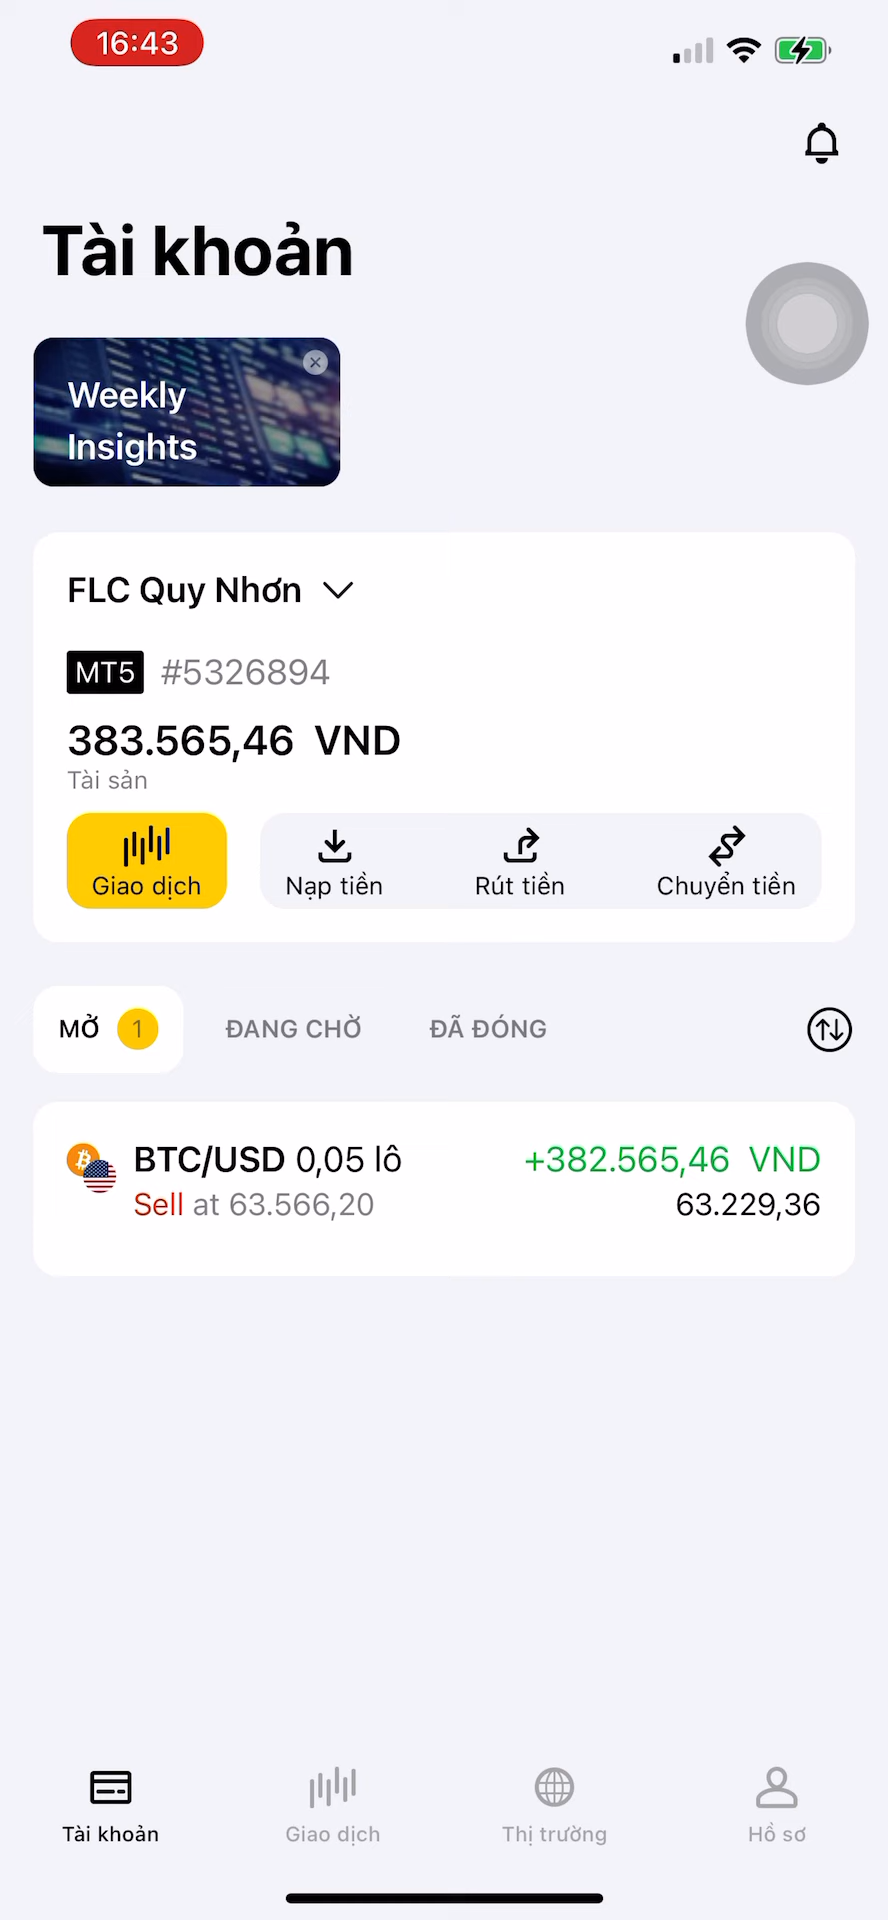 16:43
Tài khoản
Weekly
Insights
FLC Quy Nhơn
MT5 #5326894
383.565,46 VND
Tài sản
Giao dịch
Nạp tiền
Rút tiền
Chuyển tiền
MỞ 1 ĐANG CHỜ ĐÃ ĐÓNG
BTC/USD 0,05 lô +382.565,46 VND
Sell at 63.566,20 63.229,36
Tài khoản
Giao dịch
Thị trường
Hồ sơ